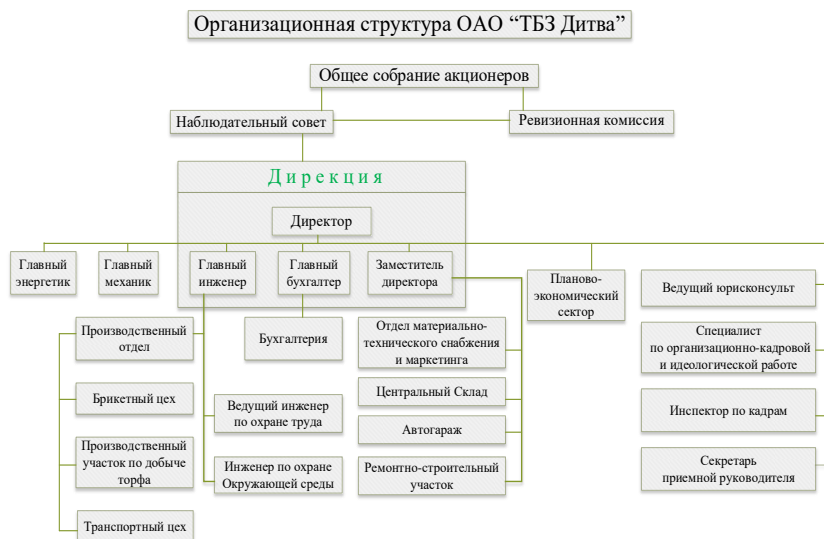 Организационная структура ОАО “ТБЗ Дитва”
Общее собрание акционеров
Наблюдательный совет
Ревизионная комиссия
Дирекция
Директор
Главный
энергетик
Главный
механик
Главный
инженер
Главный
бухгалтер
Заместитель
директора
Планово-
экономический
сектор
Ведущий юрисконсульт
Производственный
отдел
Бухгалтерия
Отдел материально-
технического снабжения
и маркетинга
Специалист
по организационно-кадровой
и идеологической работе
Брикетный цех
Ведущий инженер
по охране труда
Центральный Склад
Автогараж
Инспектор по кадрам
Производственный
участок по добыче
торфа
Инженер по охране
Окружающей среды
Ремонтно-строительный
участок
Секретарь
приемной руководителя
Транспортный цех